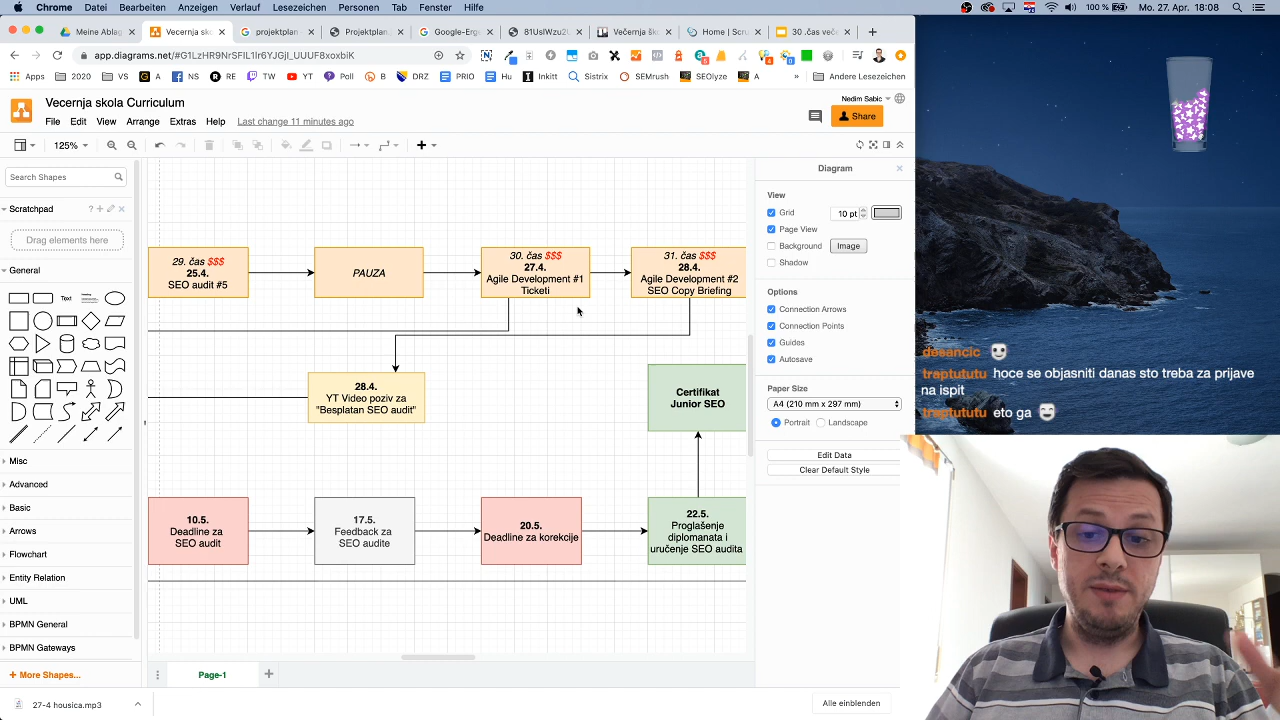 Chrome Datei Bearbeiten Anzeigen Verlauf Lesezeichen Personen Tab Fenster Hilfe
100 % Mo. 27. Apr. 18:08
Meine Ablag
Vecernja sk
projektplan
Projektplan
Google-Erg
81UsIWzu2U
Večernja šk
Home | Scru
30 .čas veče
app.diagrams.net/#G1LzHR9NrSFIL1Ir6YJGjI_UUUF8xoxbiK
Apps 2020 VS A NS RE TW YT Poll B DRZ PRIO Hu Inkitt Sistrix SEMrush SEOlyze A » Andere Lesezeichen
Vecernja skola Curriculum
Nedim Sabic
File Edit View Arrange Extras Help Last change 11 minutes ago
Share
125%
Search Shapes
Scratchpad
Drag elements here
General
Text
Misc
Advanced
Basic
Arrows
Flowchart
Entity Relation
UML
BPMN General
BPMN Gateways
+ More Shapes...
29. čas $$$
25.4.
SEO audit #5
PAUZA
30. čas $$$
27.4.
Agile Development #1
Ticketi
31. čas $$$
28.4.
Agile Development #2
SEO Copy Briefing
28.4.
YT Video poziv za
"Besplatan SEO audit"
Certifikat
Junior SEO
10.5.
Deadline za
SEO audit
17.5.
Feedback za
SEO audite
20.5.
Deadline za korekcije
22.5.
Proglašenje
diplomanata i
uručenje SEO audita
Page-1
Diagram
View
Grid 10 pt
Page View
Background Image
Shadow
Options
Connection Arrows
Connection Points
Guides
Autosave
Paper Size
A4 (210 mm x 297 mm)
Portrait Landscape
Edit Data
Clear Default Style
27-4 housica.mp3
Alle einblenden
desancic
traptututu hoce se objasniti danas sto treba za prijave
na ispit
traptututu eto ga